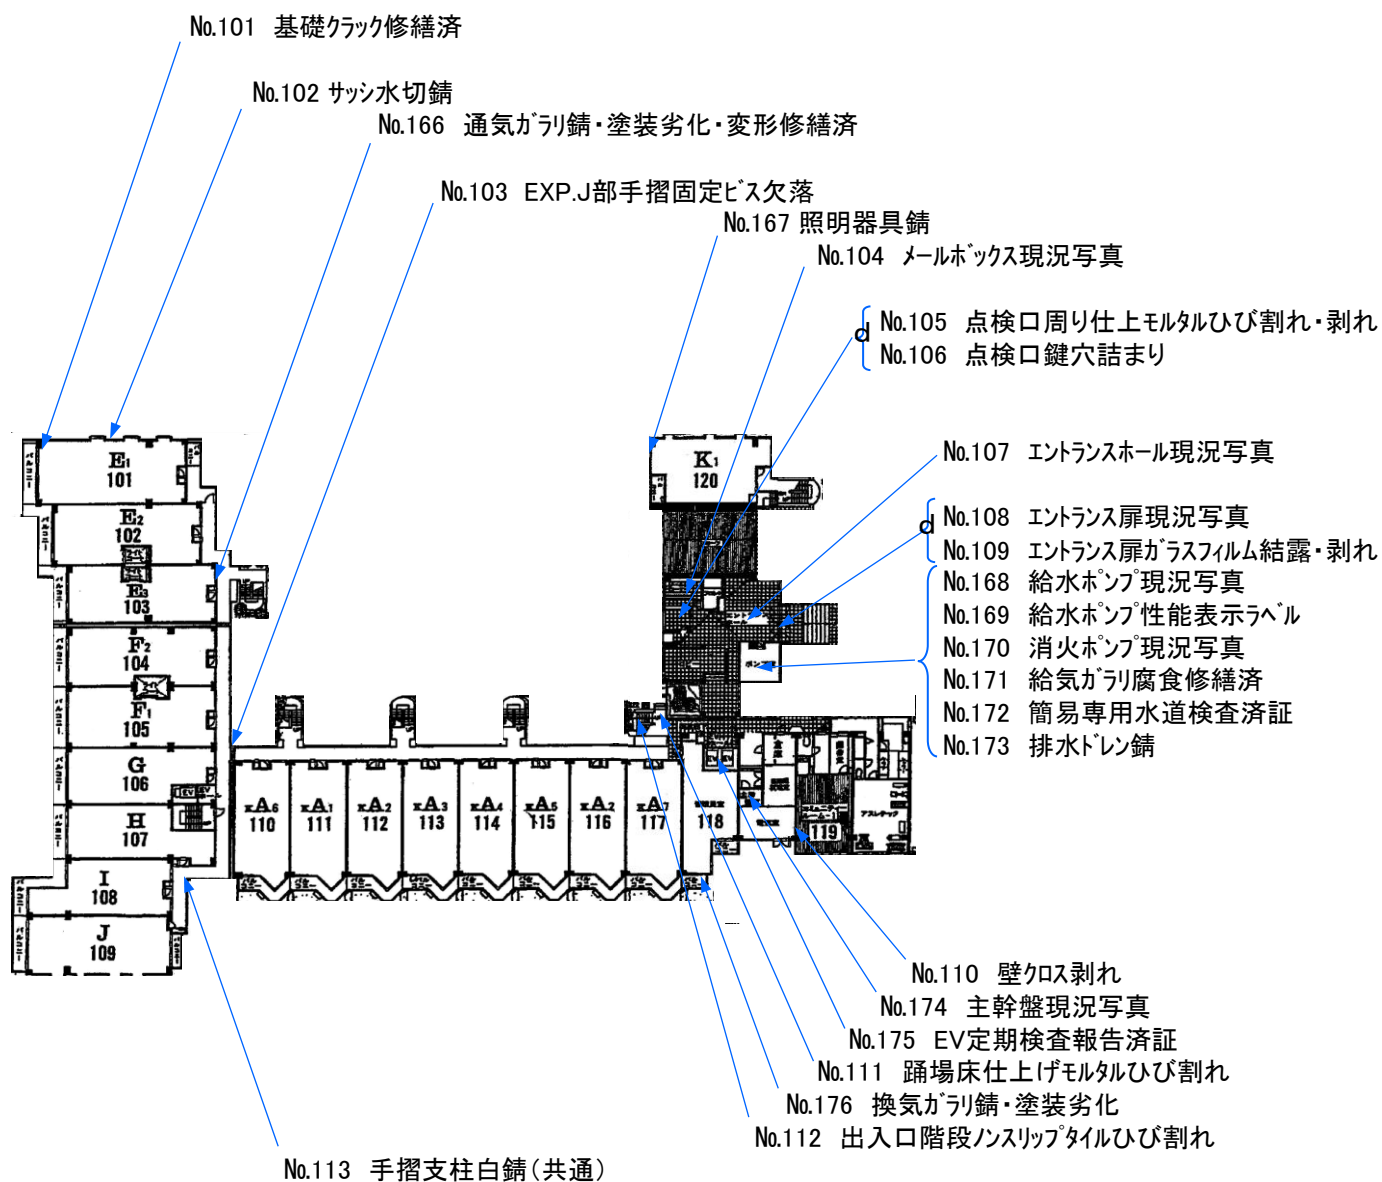 No.101 基礎クラック修繕済
No.102 サッシ水切錆
No.166 通気ガラリ錆・塗装劣化・変形修繕済
No.103 EXP.J部手摺固定ビス欠落
No.167 照明器具錆
No.104 メールボックス現況写真
d
No.105 点検口周り仕上モルタルひび割れ・剥れ
No.106 点検口鍵穴詰まり
No.107 エントランスホール現況写真
d
No.108 エントランス扉現況写真
No.109 エントランス扉ガラスフィルム結露・剥れ
No.168 給水ポンプ現況写真
No.169 給水ポンプ性能表示ラベル
No.170 消火ポンプ現況写真
No.171 給気ガラリ腐食修繕済
No.172 簡易専用水道検査済証
No.173 排水ドレン錆
E1
101
E2
102
E3
103
F2
104
F1
105
G
106
H
107
I
108
J
109
K1
120
A6
110
A1
111
A2
112
A3
113
A4
114
A5
115
A2
116
A7
117
118
119
アスレチック
No.110 壁クロス剥れ
No.174 主幹盤現況写真
No.175 EV定期検査報告済証
No.111 踊場床仕上げモルタルひび割れ
No.176 換気ガラリ錆・塗装劣化
No.112 出入口階段ノンスリップタイルひび割れ
No.113 手摺支柱白錆（共通）